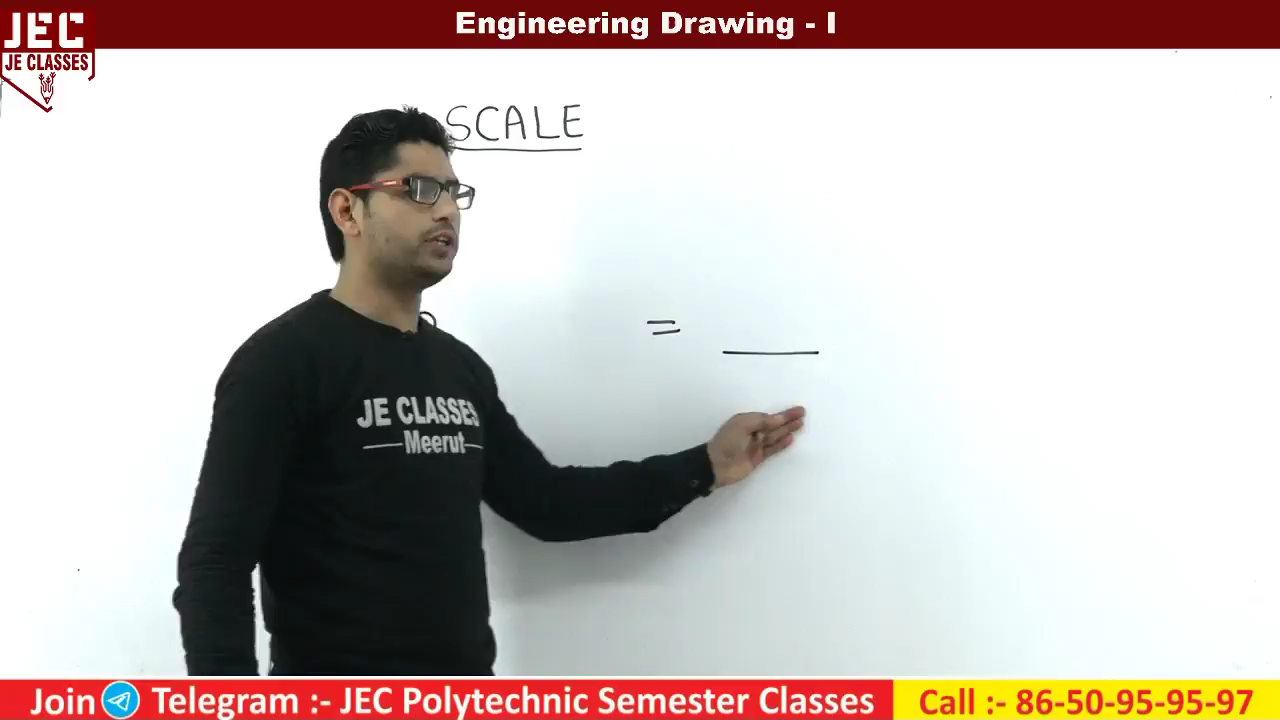 Engineering Drawing - I
JEC
JE CLASSES
SCALE
=
JE CLASSES
Meerut
Join Telegram :- JEC Polytechnic Semester Classes
Call :- 86-50-95-95-97